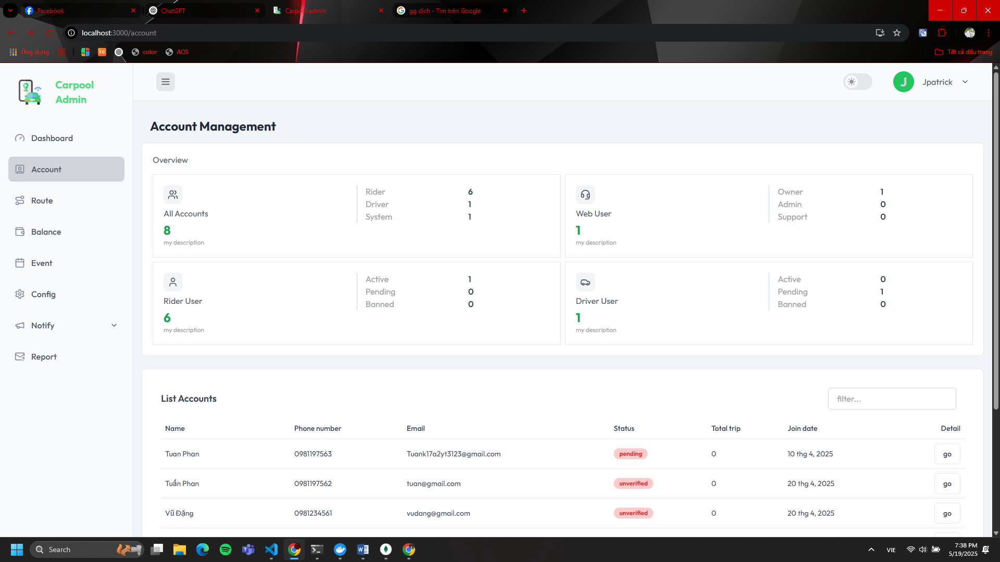 Facebook
ChatGPT
Carpool admin
gg dịch - Tìm trên Google
localhost:3000/account
Ứng dụng
F8
color
AOS
Tất cả dấu trang
Carpool
Admin
J
Jpatrick
Dashboard
Account
Route
Balance
Event
Config
Notify
Report
Account Management
Overview
All Accounts
8
my description
Rider 6
Driver 1
System 1
Web User
1
my description
Owner 1
Admin 0
Support 0
Rider User
6
my description
Active 1
Pending 0
Banned 0
Driver User
1
my description
Active 0
Pending 1
Banned 0
List Accounts
filter...
Name Phone number Email Status Total trip Join date Detail
Tuan Phan 0981197563 Tuank17a2yt3123@gmail.com pending 0 10 thg 4, 2025 go
Tuấn Phan 0981197562 tuan@gmail.com unverified 0 20 thg 4, 2025 go
Vũ Đặng 0981234561 vudang@gmail.com unverified 0 20 thg 4, 2025 go
Search
VIE
7:38 PM
5/19/2025